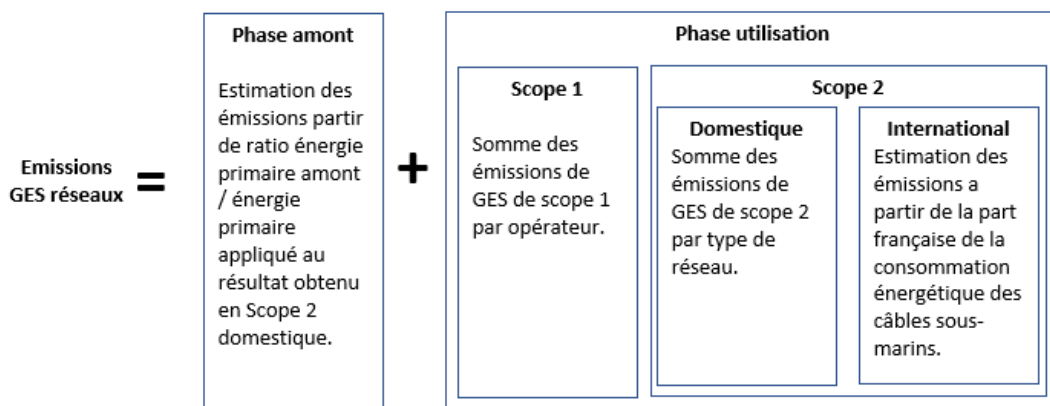 Emissions
GES réseaux
=
Phase amont
Estimation des
émissions partir
de ratio énergie
primaire amont
/ énergie
primaire
appliqué au
résultat obtenu
en Scope 2
domestique.
+
Phase utilisation
Scope 1
Somme des
émissions de
GES de scope 1
par opérateur.
Scope 2
Domestique
Somme des
émissions de
GES de scope 2
par type de
réseau.
International
Estimation des
émissions a
partir de la part
française de la
consommation
énergétique des
câbles sous-
marins.